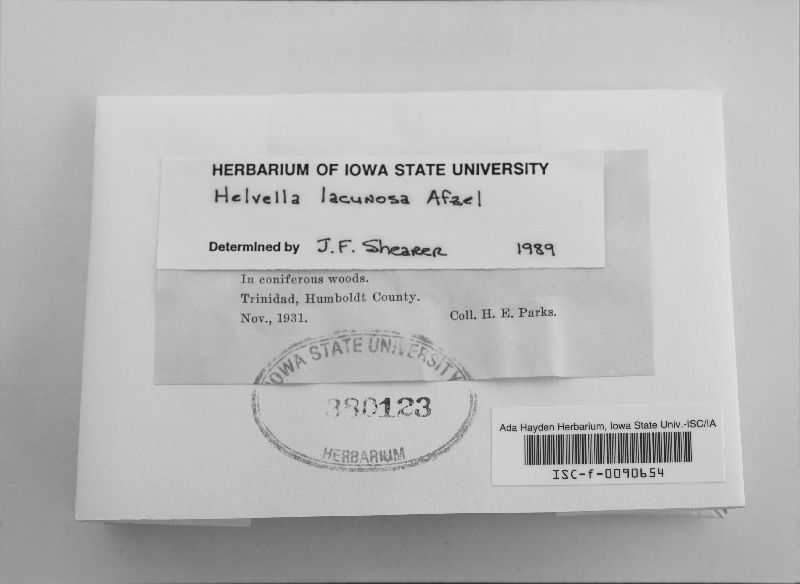 HERBARIUM OF IOWA STATE UNIVERSITY
Helvella lacunosa Afzel
Determined by J.F. Shearer 1989
In coniferous woods.
Trinidad, Humboldt County.
Nov., 1931. Coll. H. E. Parks.
IOWA STATE UNIVERSITY
390123
HERBARIUM
Ada Hayden Herbarium, Iowa State Univ.-ISC/IA
ISC-f-0090654